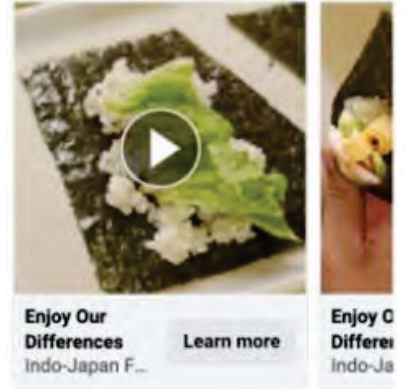 Enjoy Our
Differences
Indo-Japan F...
Learn more
Enjoy O
Differe
Indo-Ja